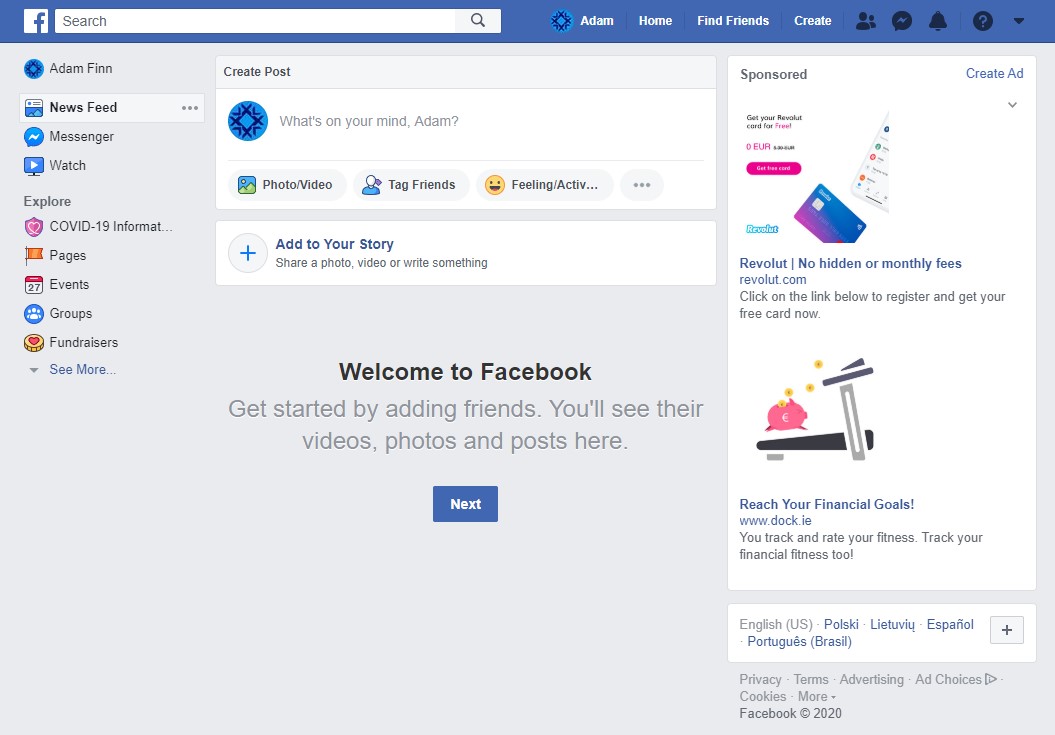 Search
Adam
Home
Find Friends
Create
Adam Finn
News Feed
Messenger
Watch
Explore
COVID-19 Informat...
Pages
27
Events
Groups
Fundraisers
See More...
Create Post
What's on your mind, Adam?
Photo/Video
Tag Friends
Feeling/Activ...
Add to Your Story
Share a photo, video or write something
Welcome to Facebook
Get started by adding friends. You'll see their
videos, photos and posts here.
Next
Sponsored
Create Ad
Get your Revolut
card for Free!
0 EUR
Get free card
Revolut
Revolut | No hidden or monthly fees
revolut.com
Click on the link below to register and get your
free card now.
€
Reach Your Financial Goals!
www.dock.ie
You track and rate your fitness. Track your
financial fitness too!
English (US) · Polski · Lietuvių · Español
· Português (Brasil)
Privacy · Terms · Advertising · Ad Choices ·
Cookies · More
Facebook © 2020